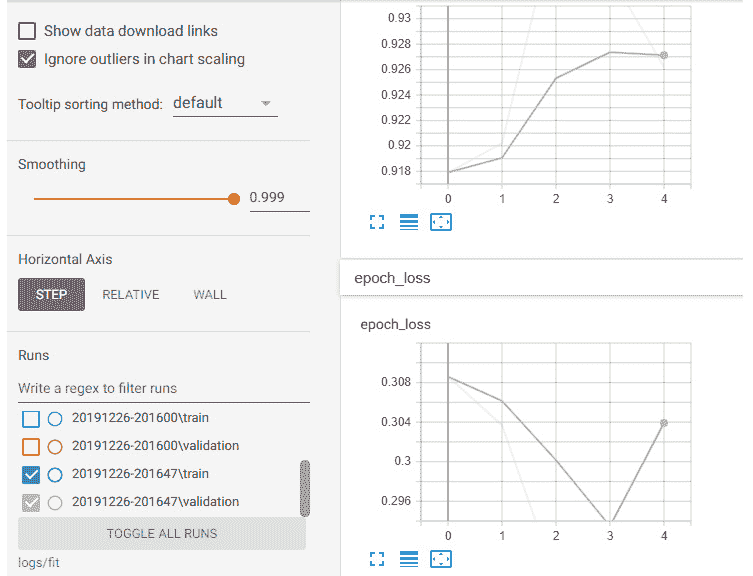 Show data download links
Ignore outliers in chart scaling
Tooltip sorting method: default
Smoothing
0.999
Horizontal Axis
STEP RELATIVE WALL
Runs
Write a regex to filter runs
20191226-201600\train
20191226-201600\validation
20191226-201647\train
20191226-201647\validation
TOGGLE ALL RUNS
logs/fit
0.93
0.928
0.926
0.924
0.922
0.92
0.918
0 1 2 3 4
epoch_loss
epoch_loss
0.308
0.304
0.3
0.296
0 1 2 3 4